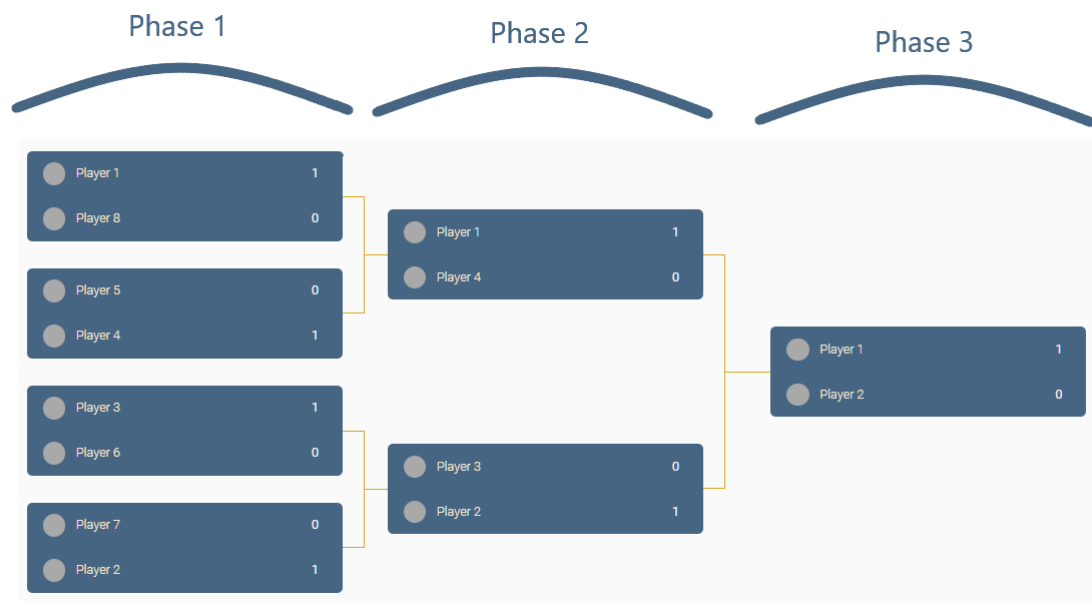 Phase 1
Phase 2
Phase 3
Player 1 1
Player 8 0
Player 5 0
Player 4 1
Player 3 1
Player 6 0
Player 7 0
Player 2 1
Player 1 1
Player 4 0
Player 3 0
Player 2 1
Player 1 1
Player 2 0